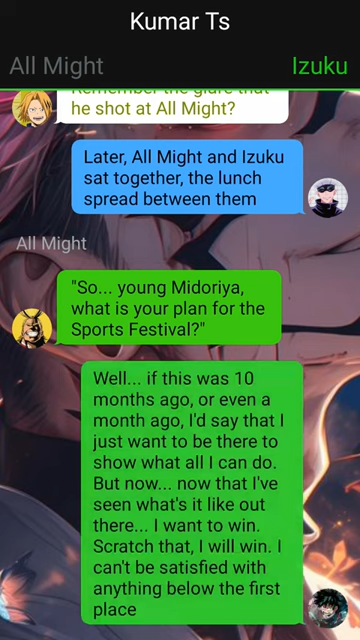 Kumar Ts
All Might
Izuku
Remember the glare that
he shot at All Might?
Later, All Might and Izuku
sat together, the lunch
spread between them
All Might
"So... young Midoriya,
what is your plan for the
Sports Festival?"
Well... if this was 10
months ago, or even a
month ago, I'd say that I
just want to be there to
show what all I can do.
But now... now that I've
seen what's it like out
there... I want to win.
Scratch that, I will win. I
can't be satisfied with
anything below the first
place